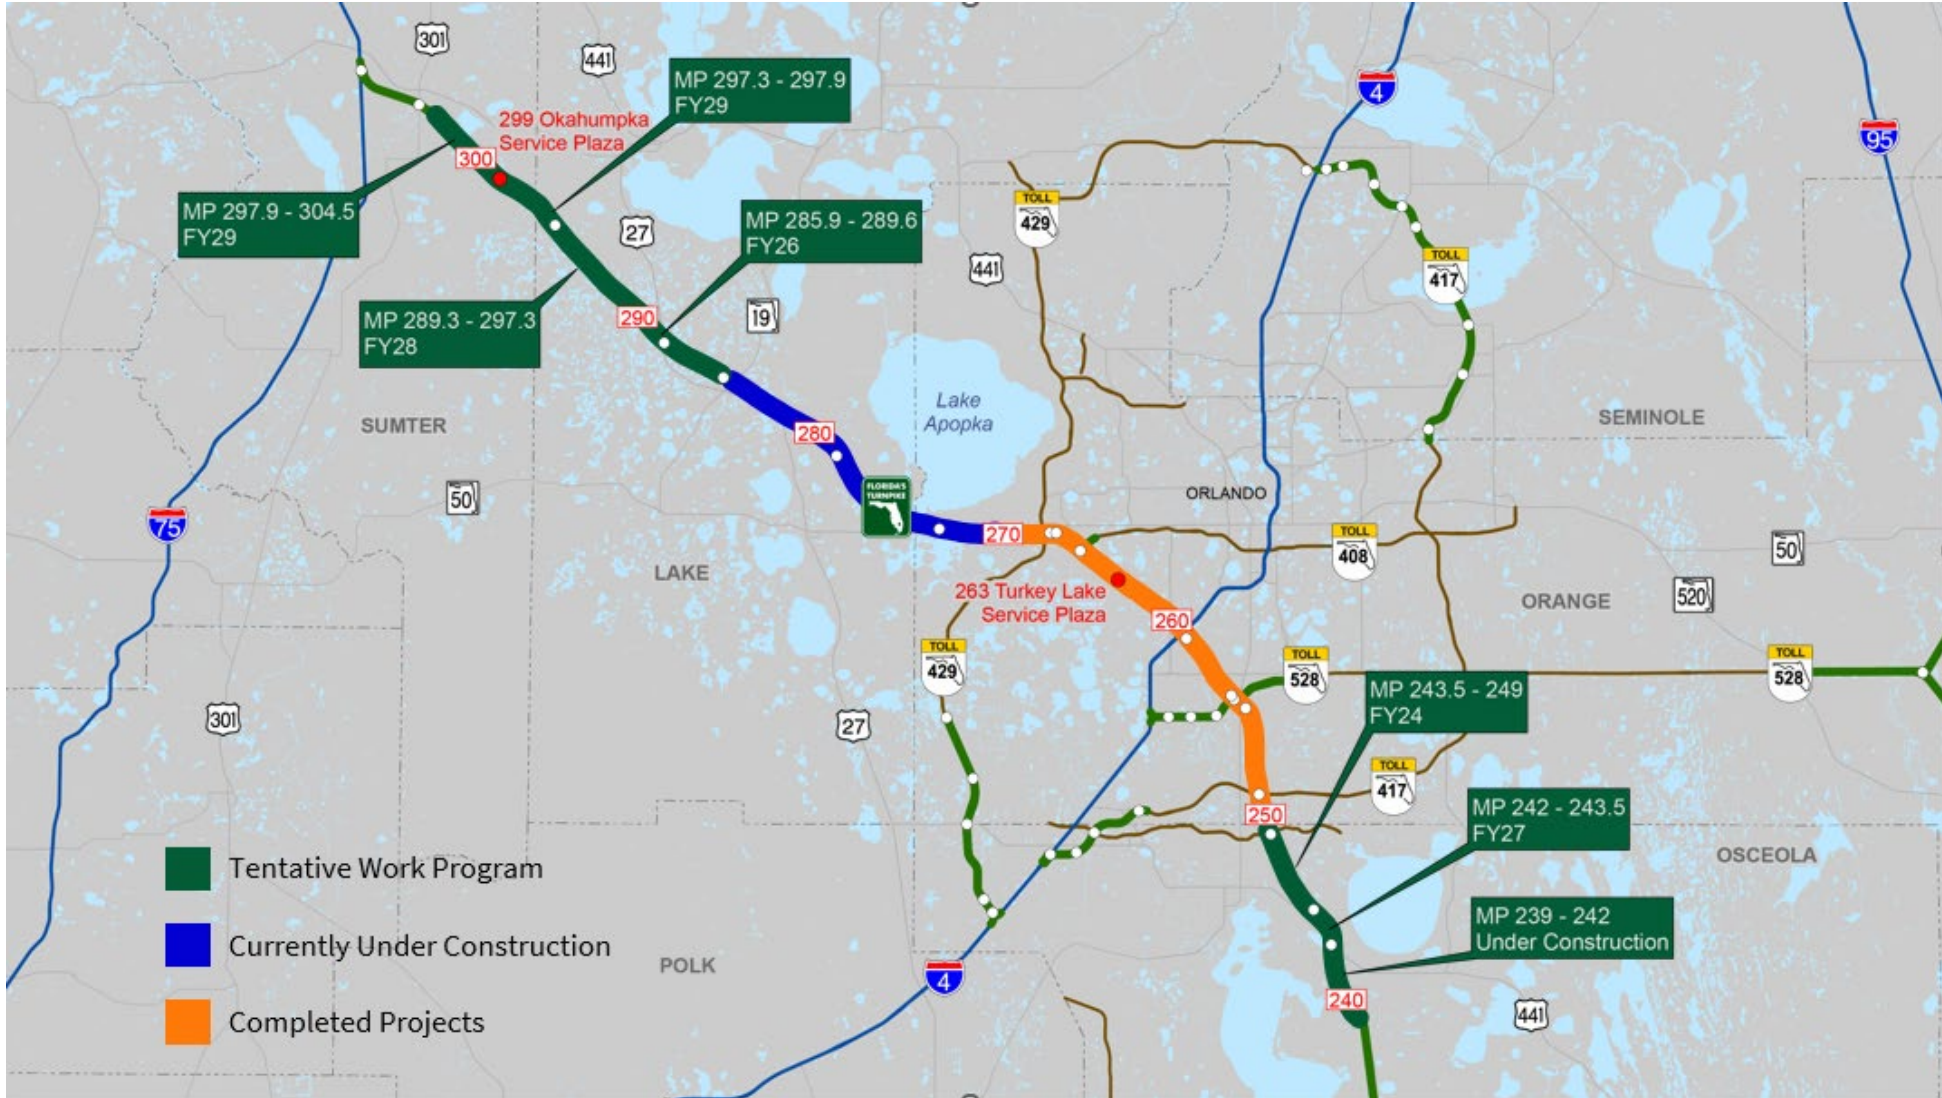 301
441
MP 297.3 - 297.9
FY29
4
95
299 Okahumpka
Service Plaza
300
MP 297.9 - 304.5
FY29
27
MP 285.9 - 289.6
FY26
TOLL
429
441
TOLL
417
MP 289.3 - 297.3
FY28
290
19
Lake
Apopka
280
SUMTER
SEMINOLE
50
75
FLORIDA'S
TURNPIKE
ORLANDO
270
TOLL
408
50
LAKE
263 Turkey Lake
Service Plaza
260
ORANGE
520
TOLL
429
TOLL
528
TOLL
528
MP 243.5 - 249
FY24
301
27
TOLL
417
250
MP 242 - 243.5
FY27
OSCEOLA
Tentative Work Program
MP 239 - 242
Under Construction
Currently Under Construction
POLK
4
240
441
Completed Projects